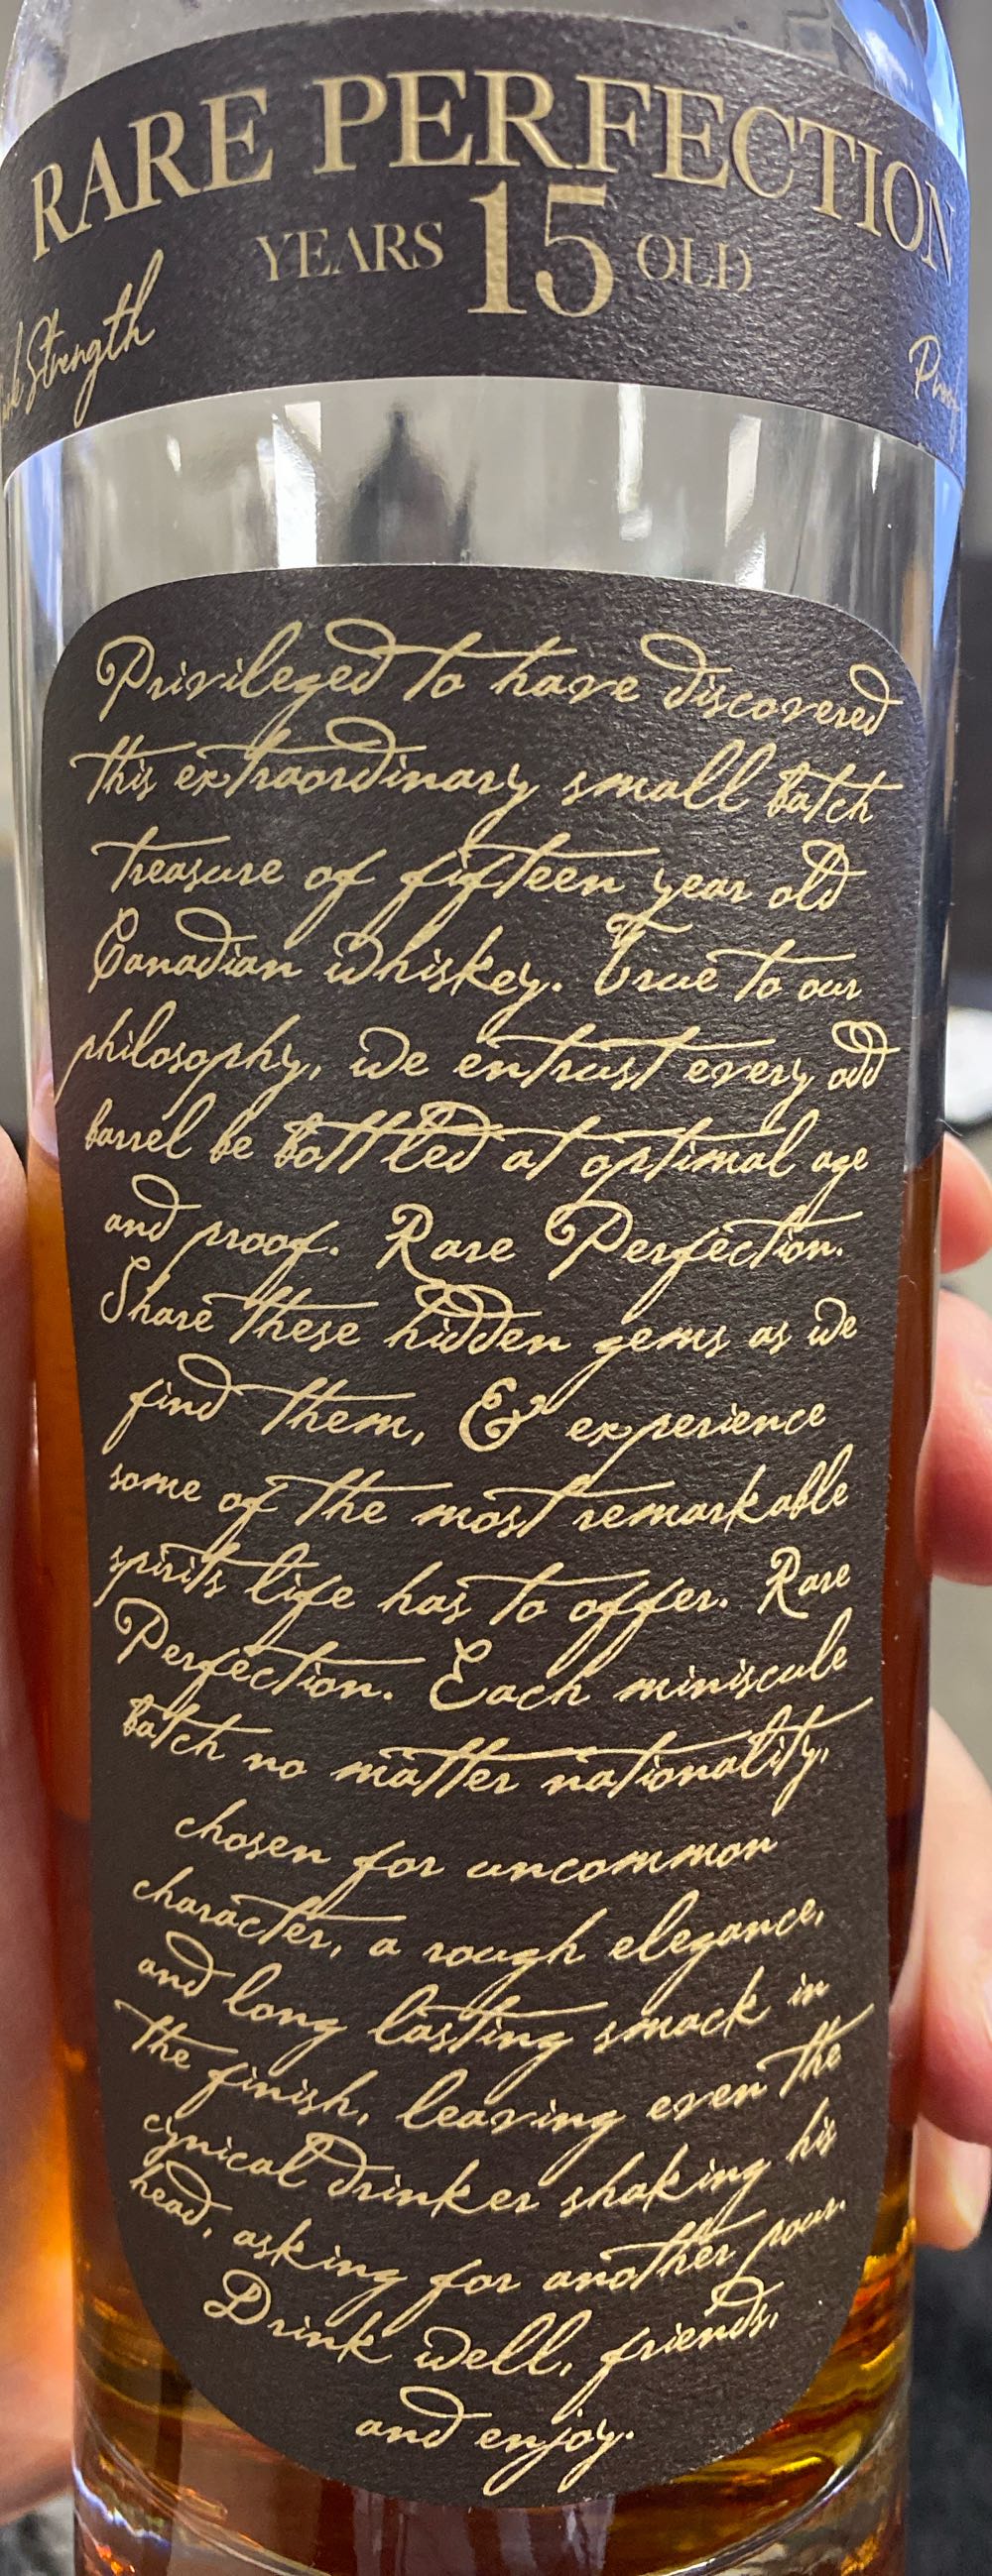 RARE PERFECTION
YEARS 15 OLD
Strength
Privileged to have discovered
this extraordinary small batch
treasure of fifteen year old
Canadian Whiskey. True to our
philosophy, we entrust every odd
barrel be bottled at optimal age
and proof. Rare Perfection.
Share these hidden gems as we
find them, & experience
some of the most remarkable
spirits life has to offer. Rare
Perfection. Each miniscule
batch no matter nationality,
chosen for uncommon
character, a rough elegance,
and long lasting smack in
the finish, leaving even the
cynical drinker shaking his
head, asking for another pour.
Drink well, friends,
and enjoy.